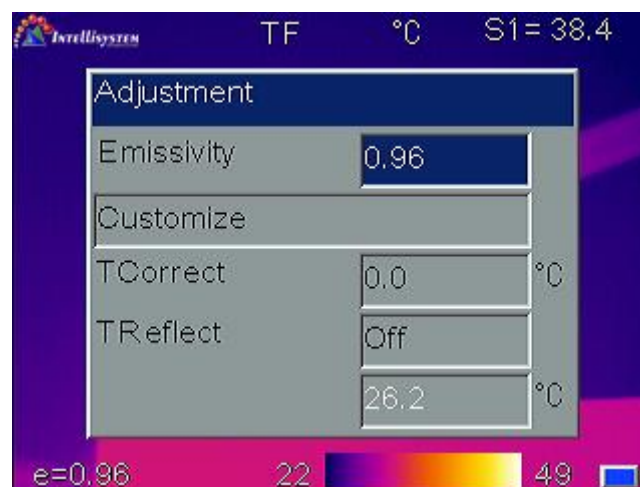 Intellisystem TF °C S1= 38.4
Adjustment
Emissivity 0.96
Customize
TCorrect 0.0 °C
TReflect Off
26.2 °C
e=0.96 22 49